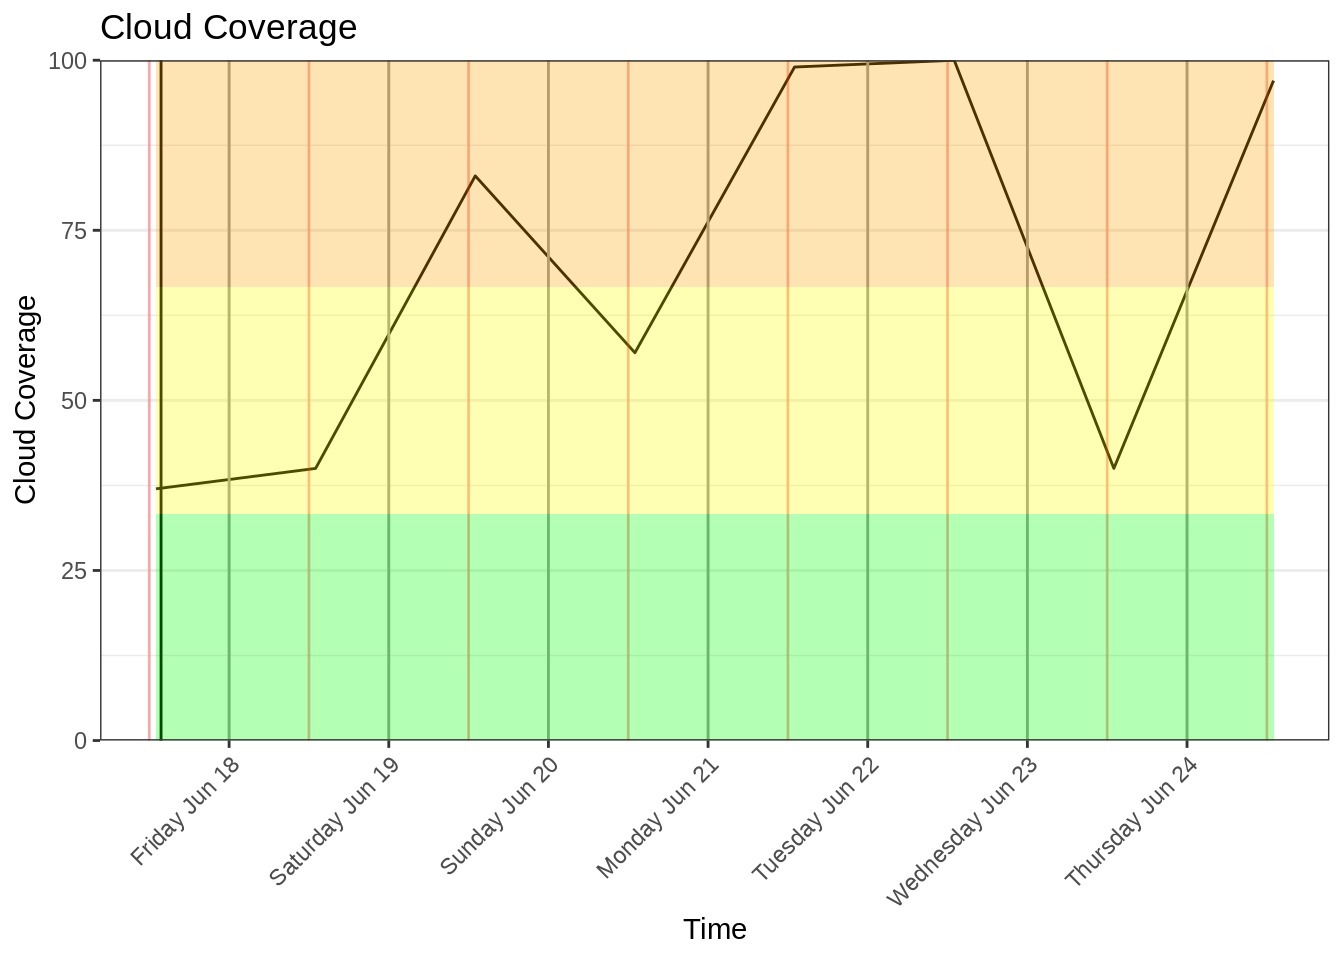 Cloud Coverage
100
75
50
25
0
Cloud Coverage
Friday Jun 18
Saturday Jun 19
Sunday Jun 20
Monday Jun 21
Tuesday Jun 22
Wednesday Jun 23
Thursday Jun 24
Time